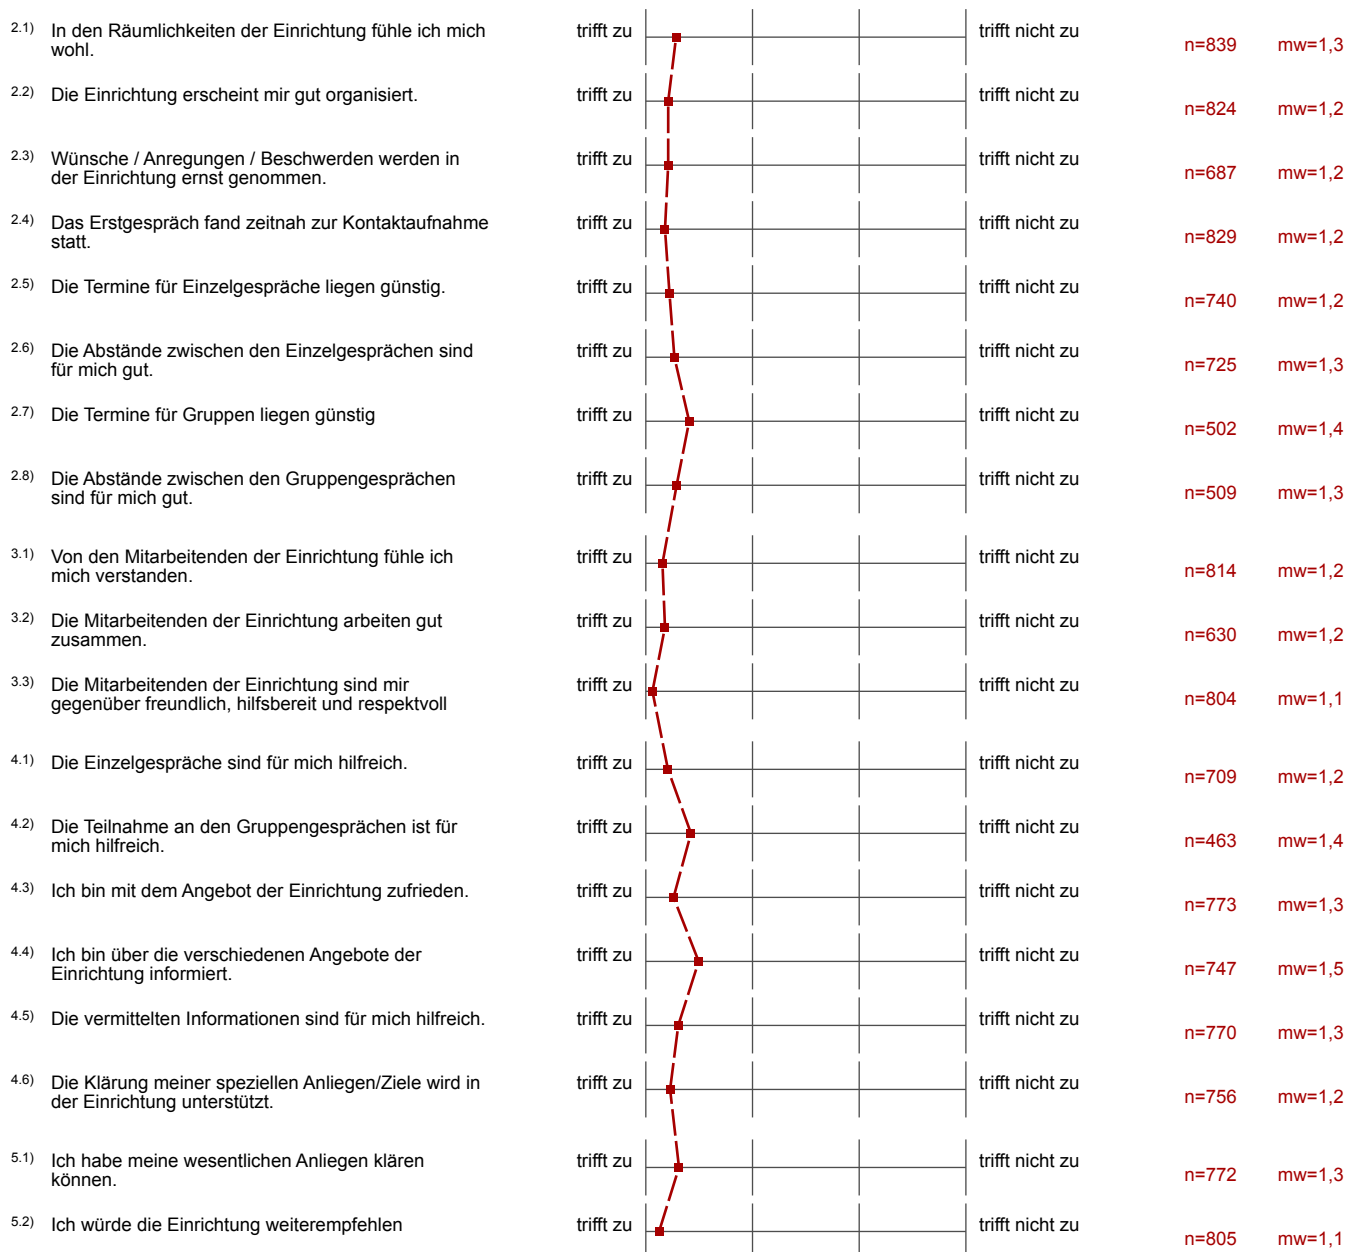 2.1) In den Räumlichkeiten der Einrichtung fühle ich mich
wohl.
trifft zu trifft nicht zu
n=839 mw=1,3
2.2) Die Einrichtung erscheint mir gut organisiert.
trifft zu trifft nicht zu
n=824 mw=1,2
2.3) Wünsche / Anregungen / Beschwerden werden in
der Einrichtung ernst genommen.
trifft zu trifft nicht zu
n=687 mw=1,2
2.4) Das Erstgespräch fand zeitnah zur Kontaktaufnahme
statt.
trifft zu trifft nicht zu
n=829 mw=1,2
2.5) Die Termine für Einzelgespräche liegen günstig.
trifft zu trifft nicht zu
n=740 mw=1,2
2.6) Die Abstände zwischen den Einzelgesprächen sind
für mich gut.
trifft zu trifft nicht zu
n=725 mw=1,3
2.7) Die Termine für Gruppen liegen günstig
trifft zu trifft nicht zu
n=502 mw=1,4
2.8) Die Abstände zwischen den Gruppengesprächen
sind für mich gut.
trifft zu trifft nicht zu
n=509 mw=1,3
3.1) Von den Mitarbeitenden der Einrichtung fühle ich
mich verstanden.
trifft zu trifft nicht zu
n=814 mw=1,2
3.2) Die Mitarbeitenden der Einrichtung arbeiten gut
zusammen.
trifft zu trifft nicht zu
n=630 mw=1,2
3.3) Die Mitarbeitenden der Einrichtung sind mir
gegenüber freundlich, hilfsbereit und respektvoll
trifft zu trifft nicht zu
n=804 mw=1,1
4.1) Die Einzelgespräche sind für mich hilfreich.
trifft zu trifft nicht zu
n=709 mw=1,2
4.2) Die Teilnahme an den Gruppengesprächen ist für
mich hilfreich.
trifft zu trifft nicht zu
n=463 mw=1,4
4.3) Ich bin mit dem Angebot der Einrichtung zufrieden.
trifft zu trifft nicht zu
n=773 mw=1,3
4.4) Ich bin über die verschiedenen Angebote der
Einrichtung informiert.
trifft zu trifft nicht zu
n=747 mw=1,5
4.5) Die vermittelten Informationen sind für mich hilfreich.
trifft zu trifft nicht zu
n=770 mw=1,3
4.6) Die Klärung meiner speziellen Anliegen/Ziele wird in
der Einrichtung unterstützt.
trifft zu trifft nicht zu
n=756 mw=1,2
5.1) Ich habe meine wesentlichen Anliegen klären
können.
trifft zu trifft nicht zu
n=772 mw=1,3
5.2) Ich würde die Einrichtung weiterempfehlen
trifft zu trifft nicht zu
n=805 mw=1,1